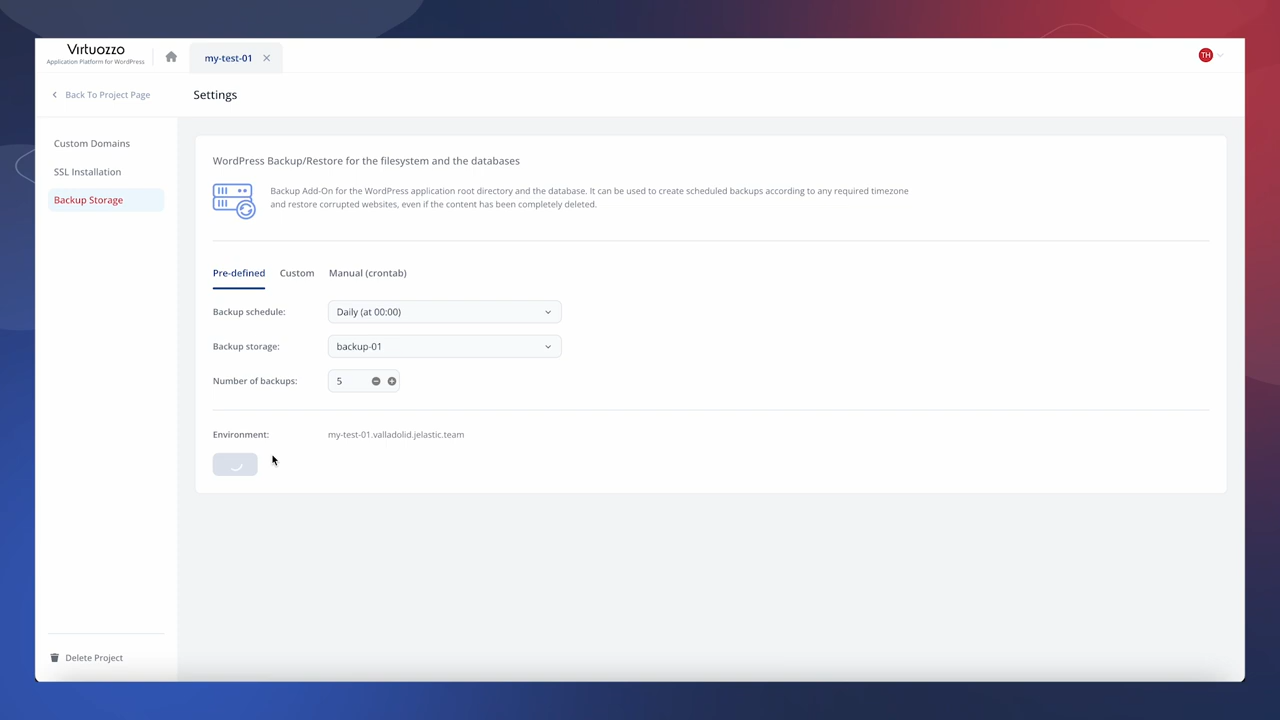 Virtuozzo
Application Platform for WordPress
my-test-01
TH
Back To Project Page
Settings
Custom Domains
SSL Installation
Backup Storage
WordPress Backup/Restore for the filesystem and the databases
Backup Add-On for the WordPress application root directory and the database. It can be used to create scheduled backups according to any required timezone
and restore corrupted websites, even if the content has been completely deleted.
Pre-defined
Custom
Manual (crontab)
Backup schedule:
Daily (at 00:00)
Backup storage:
backup-01
Number of backups:
5
Environment:
my-test-01.valladolid.jelastic.team
Delete Project